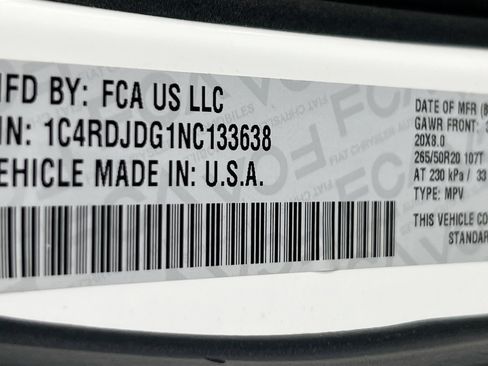 MFD BY: FCA US LLC
VIN: 1C4RDJDG1NC133638
VEHICLE MADE IN: U.S.A.
DATE OF MFR
GAWR FRONT:
20X8.0
265/50R20 107T
AT 230 kPa / 33
TYPE: MPV
THIS VEHICLE
STANDAR